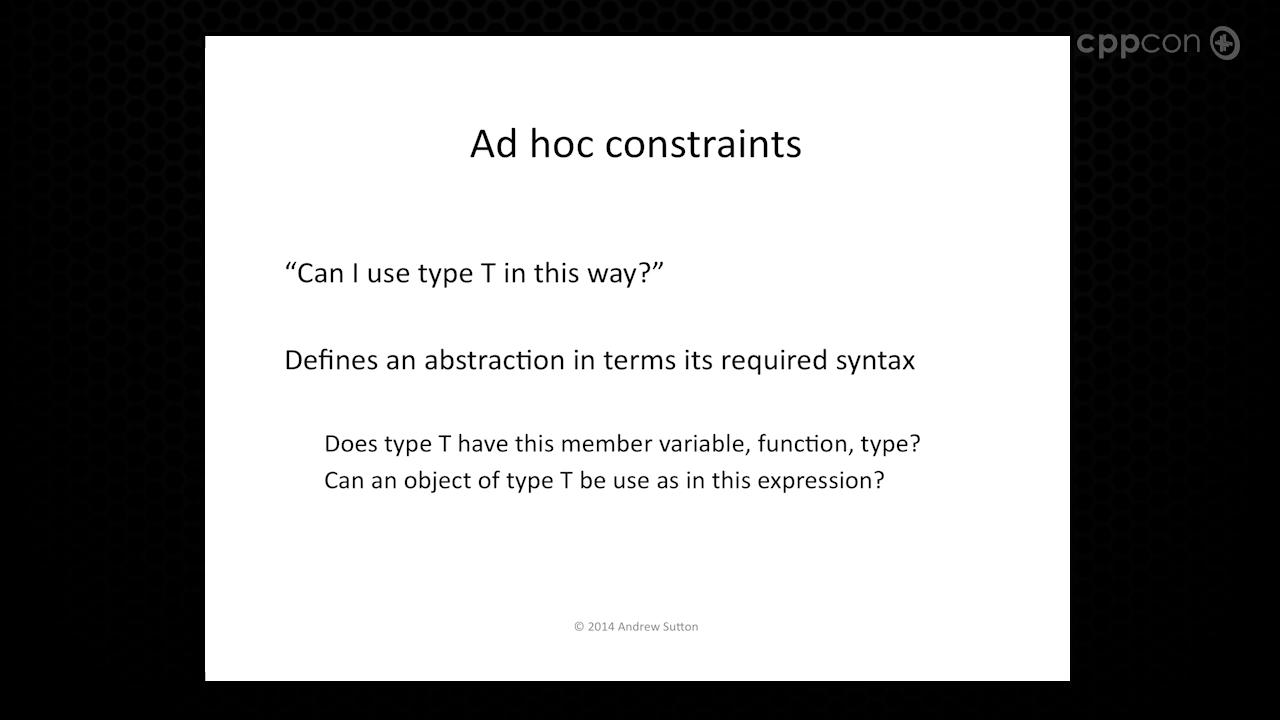 cppcon
Ad hoc constraints
“Can I use type T in this way?”
Defines an abstraction in terms its required syntax
Does type T have this member variable, function, type?
Can an object of type T be use as in this expression?
© 2014 Andrew Sutton